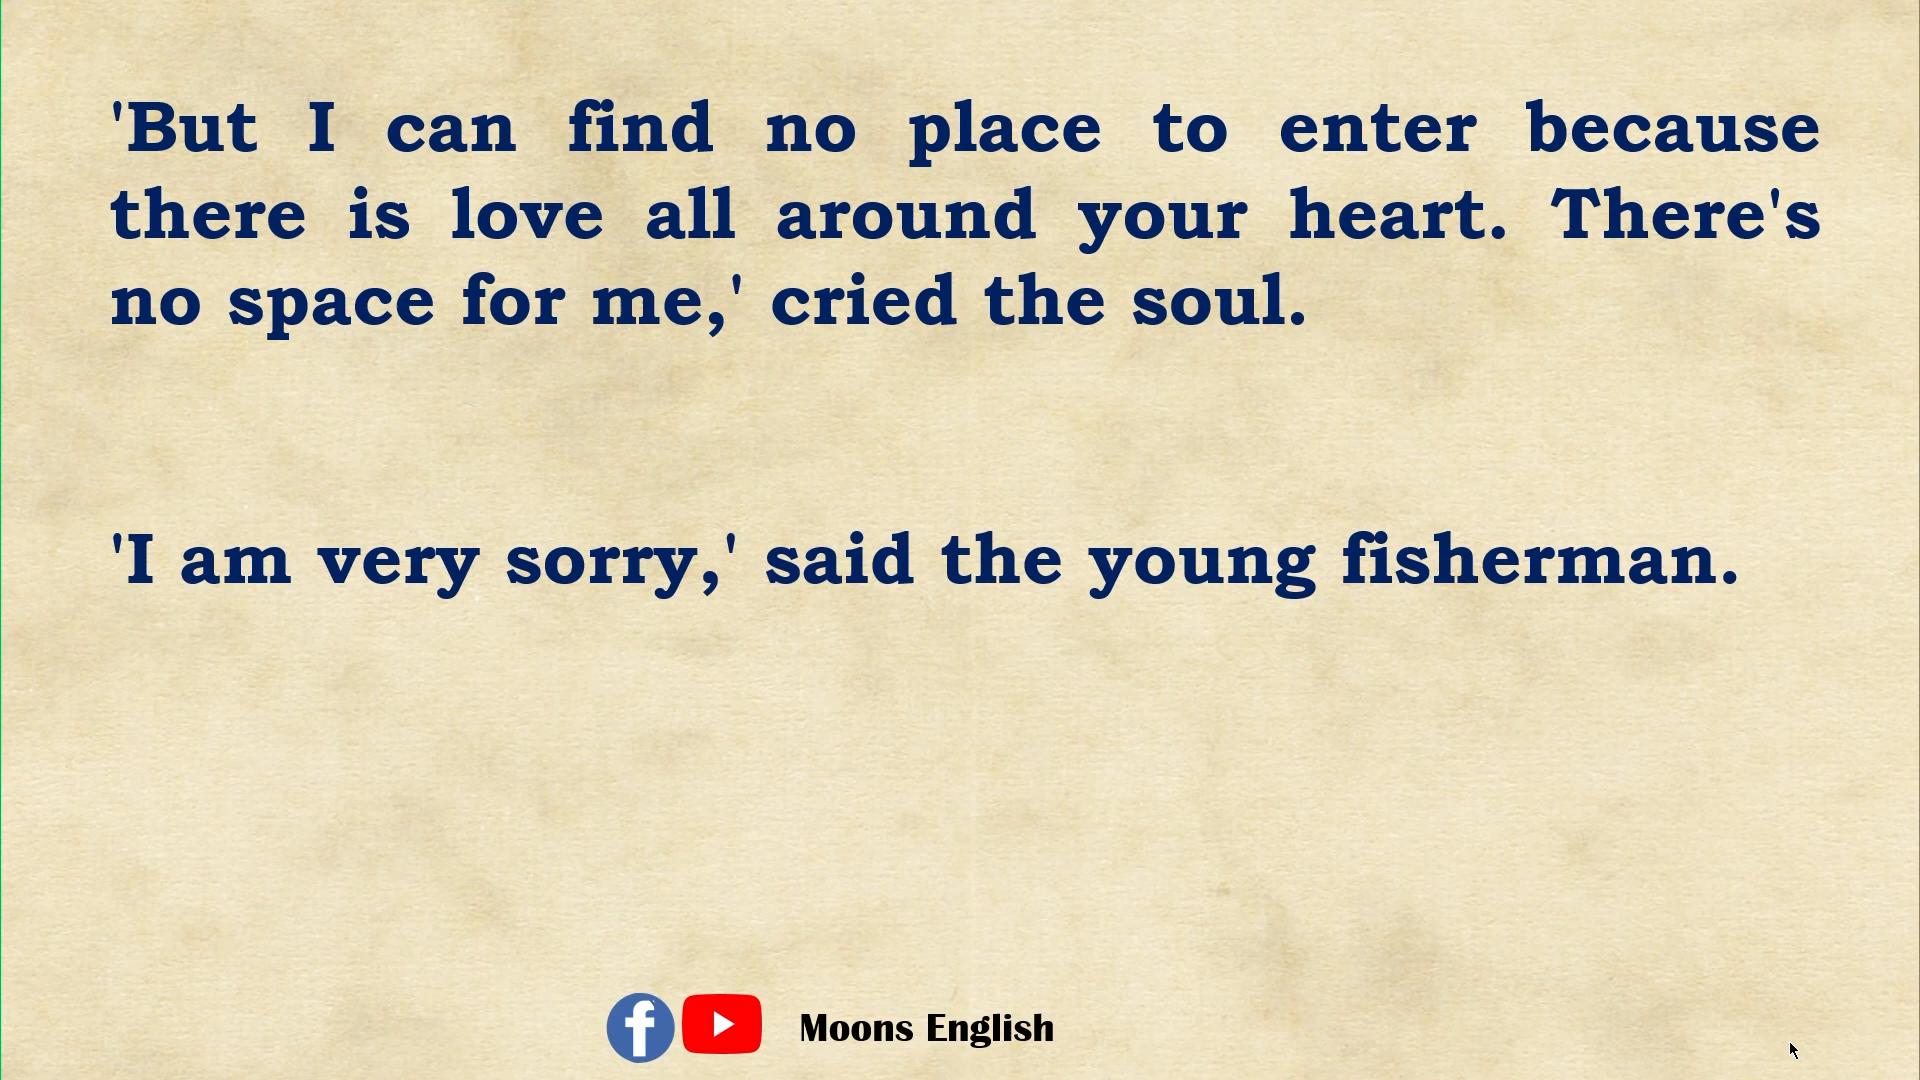 'But I can find no place to enter because
there is love all around your heart. There's
no space for me,' cried the soul.
'I am very sorry,' said the young fisherman.
Moons English